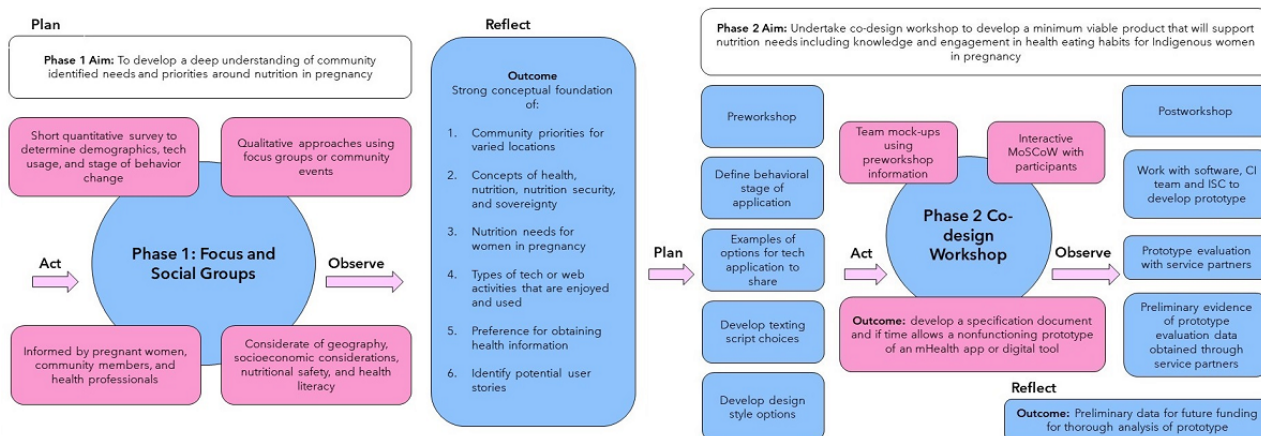 Plan
Phase 1 Aim: To develop a deep understanding of community
identified needs and priorities around nutrition in pregnancy
Short quantitative survey to
determine demographics, tech
usage, and stage of behavior
change
Qualitative approaches using
focus groups or community
events
Act
Phase 1: Focus and
Social Groups
Observe
Informed by pregnant women,
community members, and
health professionals
Considerate of geography,
socioeconomic considerations,
nutritional safety, and health
literacy
Reflect
Outcome
Strong conceptual foundation
of:
1. Community priorities for
varied locations
2. Concepts of health,
nutrition, nutrition security,
and sovereignty
3. Nutrition needs for
women in pregnancy
4. Types of tech or web
activities that are enjoyed
and used
5. Preference for obtaining
health information
6. Identify potential user
stories
Plan
Phase 2 Aim: Undertake co-design workshop to develop a minimum viable product that will support
nutrition needs including knowledge and engagement in health eating habits for Indigenous women
in pregnancy
Preworkshop
Define behavioral
stage of
application
Examples of
options for tech
application to
share
Develop texting
script choices
Develop design
style options
Act
Team mock-ups
using
preworkshop
information
Interactive
MoSCoW with
participants
Phase 2 Co-
design
Workshop
Outcome: develop a specification document
and if time allows a nonfunctioning prototype
of an mHealth app or digital tool
Observe
Postworkshop
Work with software, CI
team and ISC to
develop prototype
Prototype evaluation
with service partners
Preliminary evidence
of prototype
evaluation data
obtained through
service partners
Reflect
Outcome: Preliminary data for future funding
for thorough analysis of prototype